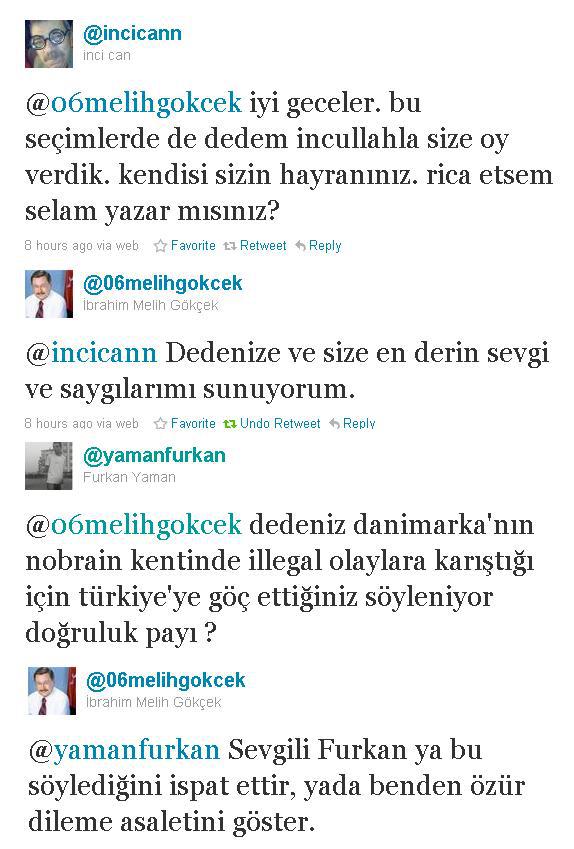 @incicann
inci can
@06melihgokcek iyi geceler. bu
seçimlerde de dedem incullahla size oy
verdik. kendisi sizin hayranınız. rica etsem
selam yazar mısınız?
8 hours ago via web Favorite Retweet Reply
@06melihgokcek
İbrahim Melih Gökçek
@incicann Dedenize ve size en derin sevgi
ve saygılarımı sunuyorum.
8 hours ago via web Favorite Undo Retweet Reply
@yamanfurkan
Furkan Yaman
@06melihgokcek dedeniz danimarka'nın
nobrain kentinde illegal olaylara karıştığı
için türkiye'ye göç ettiğiniz söyleniyor
doğruluk payı ?
@06melihgokcek
İbrahim Melih Gökçek
@yamanfurkan Sevgili Furkan ya bu
söylediğini ispat ettir, yada benden özür
dileme asaletini göster.